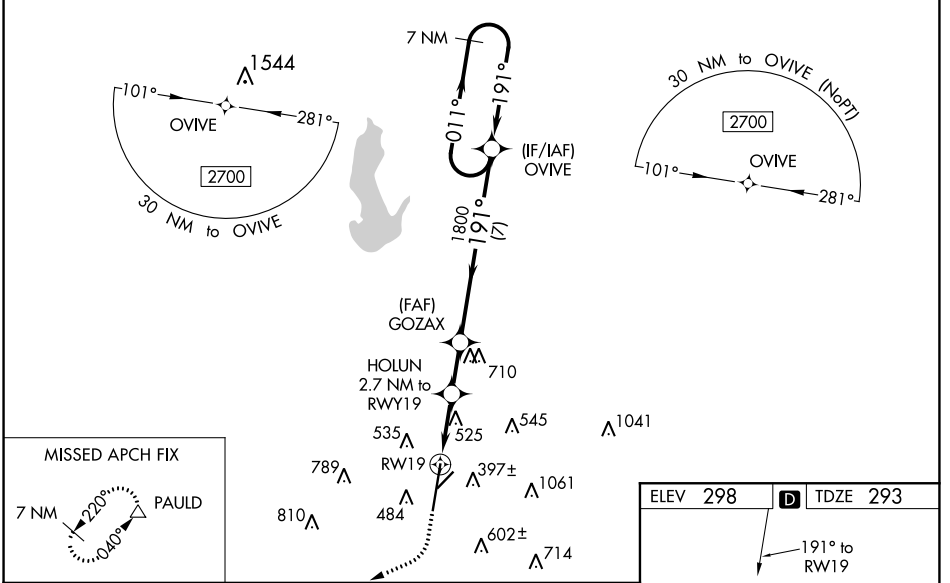 7 NM
011°
191°
(IF/IAF)
OVIVE
1800
191°
(7)
1544
101°
OVIVE
281°
2700
30 NM to OVIVE
30 NM to OVIVE (NoPT)
2700
OVIVE
101°
281°
(FAF)
GOZAX
710
HOLUN
2.7 NM to
RWY19
525
545
1041
535
RW19
789
397±
1061
484
810
602±
714
MISSED APCH FIX
7 NM
220°
040°
PAULD
ELEV 298
D
TDZE 293
191° to
RW19